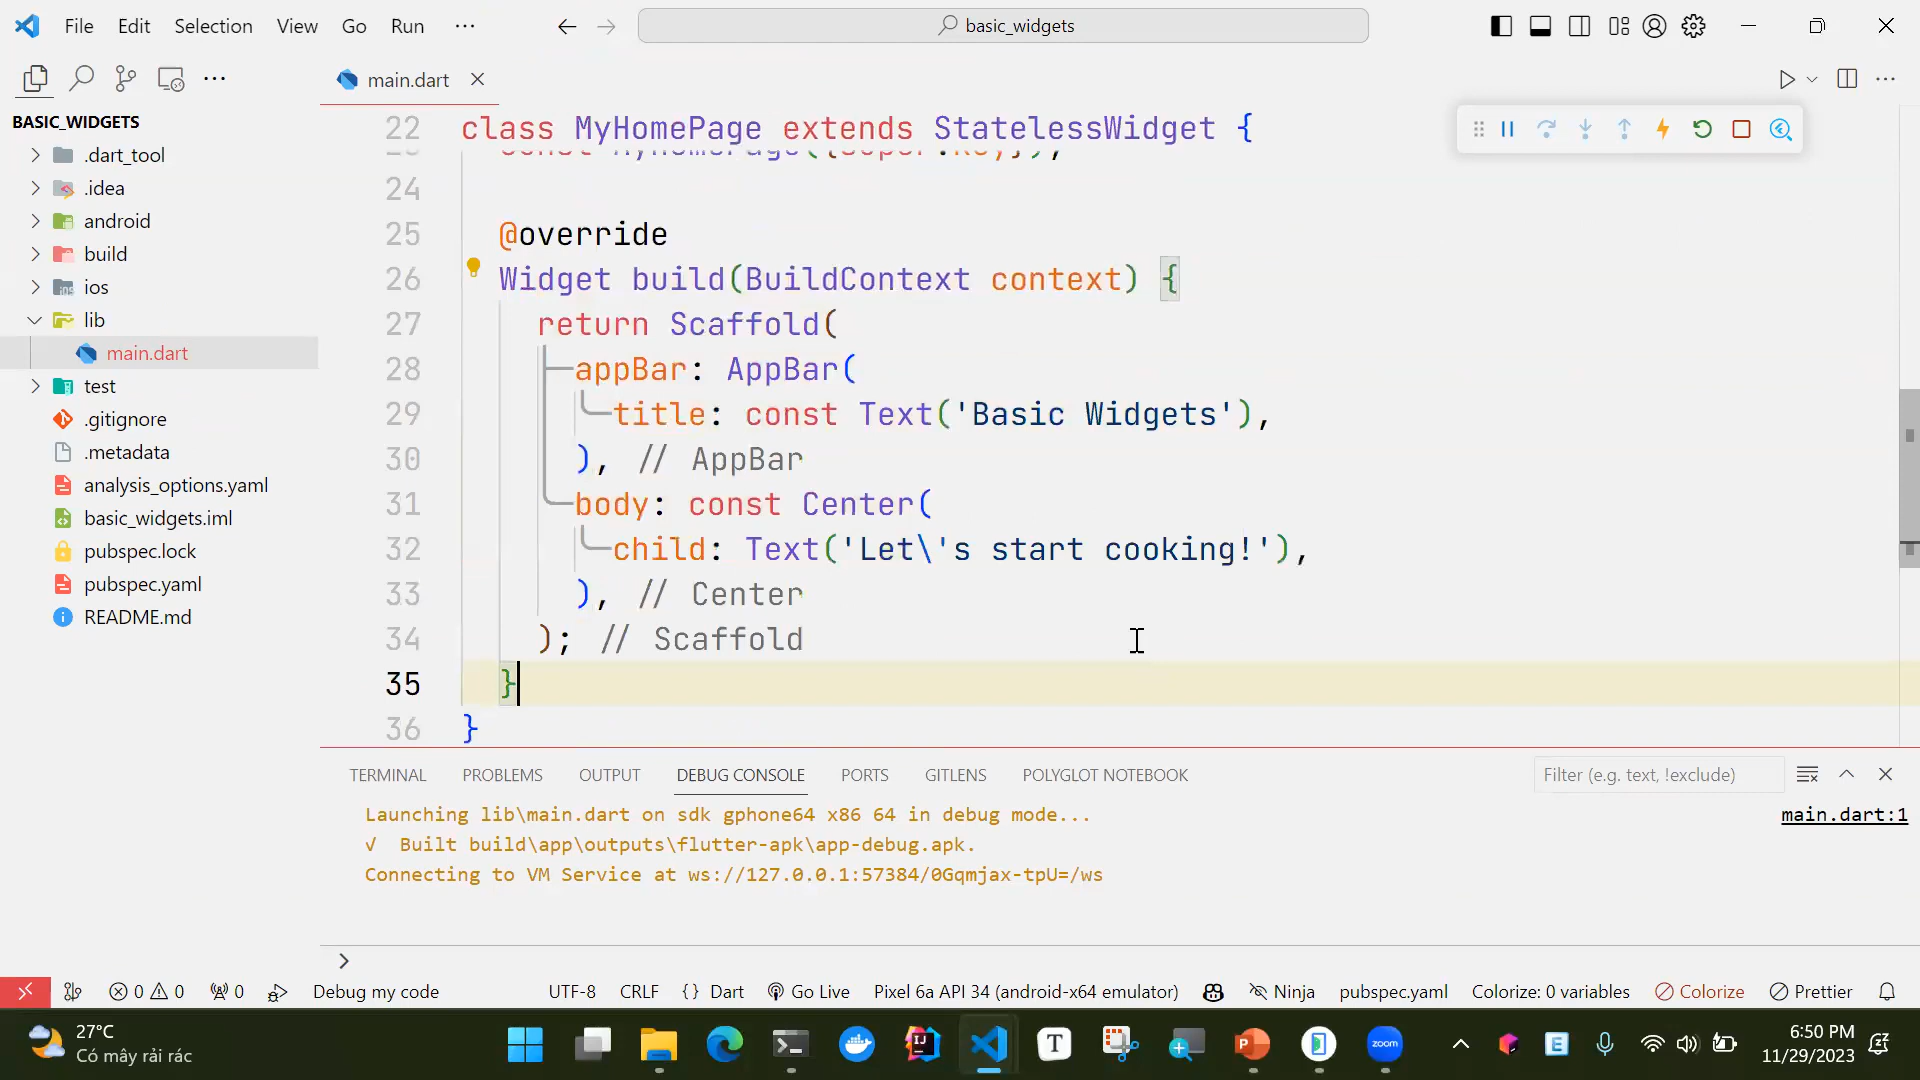 File Edit Selection View Go Run ···
basic_widgets
main.dart
BASIC_WIDGETS
.dart_tool
.idea
android
build
ios
lib
main.dart
test
.gitignore
.metadata
analysis_options.yaml
basic_widgets.iml
pubspec.lock
pubspec.yaml
README.md
22 class MyHomePage extends StatelessWidget {
const MyHomePage({super.key});
24
25 @override
26 Widget build(BuildContext context) {
27 return Scaffold(
28 appBar: AppBar(
29 title: const Text('Basic Widgets'),
30 ), // AppBar
31 body: const Center(
32 child: Text('Let\'s start cooking!'),
33 ), // Center
34 ); // Scaffold
35 }
36 }
TERMINAL PROBLEMS OUTPUT DEBUG CONSOLE PORTS GITLENS POLYGLOT NOTEBOOK
Filter (e.g. text, !exclude)
Launching lib\main.dart on sdk gphone64 x86 64 in debug mode...
main.dart:1
√ Built build\app\outputs\flutter-apk\app-debug.apk.
Connecting to VM Service at ws://127.0.0.1:57384/0Gqmjax-tpU=/ws
>
0 0 0 Debug my code UTF-8 CRLF {} Dart Go Live Pixel 6a API 34 (android-x64 emulator) Ninja pubspec.yaml Colorize: 0 variables Colorize Prettier
27°C
Có mây rải rác
zoom
6:50 PM
11/29/2023